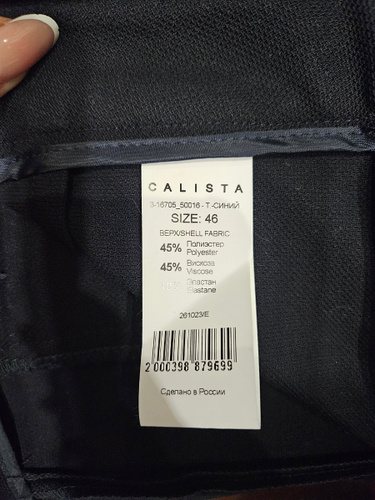 CALISTA
3-16705_50016 - Т.-СИНИЙ
SIZE: 46
ВЕРХ/SHELL FABRIC
45% Полиэстер
Polyester
45% Вискоза
Viscose
Эластан
Elastane
261023/E
2 000398 879699
Сделано в России